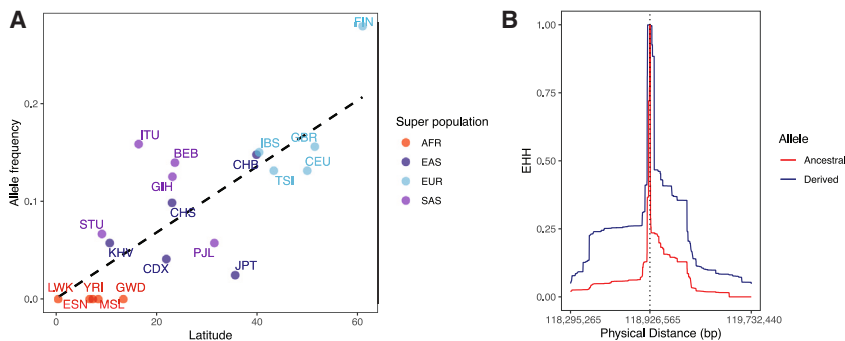 A
Allele frequency
0.2
0.1
0.0
FIN
ITU
BEB
GBR
IBS
CHB
CEU
TSI
GIH
CHS
STU
KHV
PJL
CDX
JPT
LWK
YRI
GWD
ESN
MSL
0
20
40
60
Latitude
Super population
AFR
EAS
EUR
SAS
B
EHH
1.00
0.75
0.50
0.25
0.00
118,295,265
118,926,565
119,732,440
Physical Distance (bp)
Allele
Ancestral
Derived